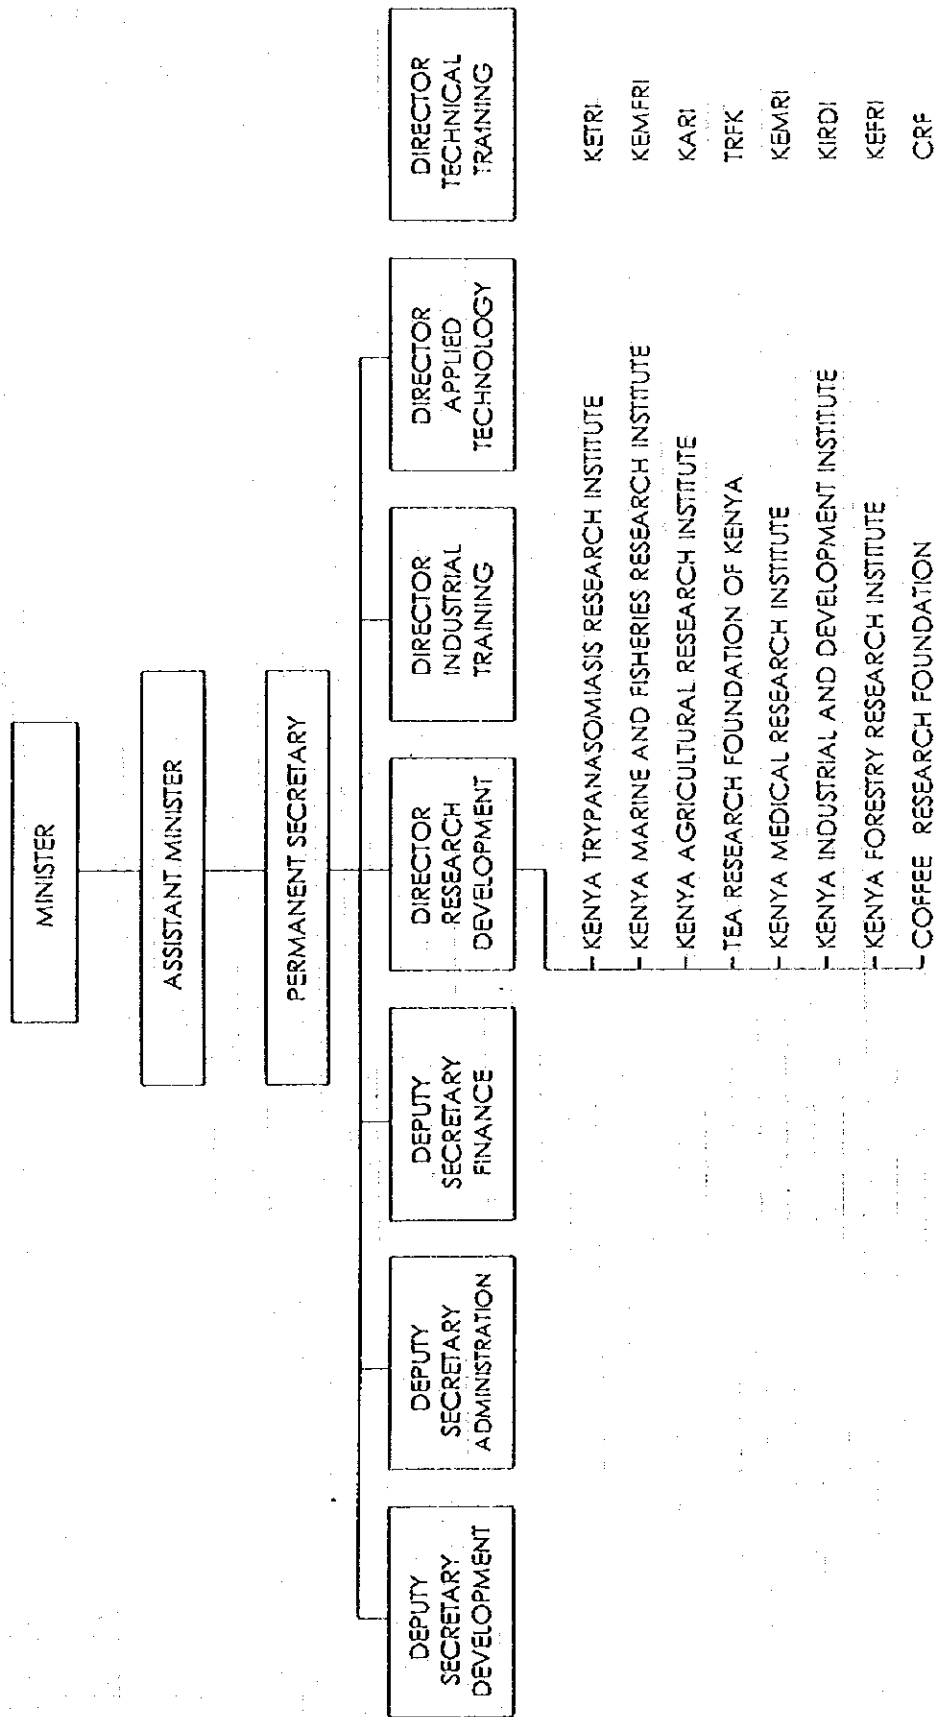 MINISTER
ASSISTANT MINISTER
PERMANENT SECRETARY
DEPUTY
SECRETARY
DEVELOPMENT
DEPUTY
SECRETARY
ADMINISTRATION
DEPUTY
SECRETARY
FINANCE
DIRECTOR
RESEARCH
DEVELOPMENT
DIRECTOR
INDUSTRIAL
TRAINING
DIRECTOR
APPLIED
TECHNOLOGY
DIRECTOR
TECHNICAL
TRAINING
KENYA TRYPANASOMIASIS RESEARCH INSTITUTE KETRI
KENYA MARINE AND FISHERIES RESEARCH INSTITUTE KEMFRI
KENYA AGRICULTURAL RESEARCH INSTITUTE KARI
TEA RESEARCH FOUNDATION OF KENYA TRFK
KENYA MEDICAL RESEARCH INSTITUTE KEMRI
KENYA INDUSTRIAL AND DEVELOPMENT INSTITUTE KIRDI
KENYA FORESTRY RESEARCH INSTITUTE KEFRI
COFFEE RESEARCH FOUNDATION CRF